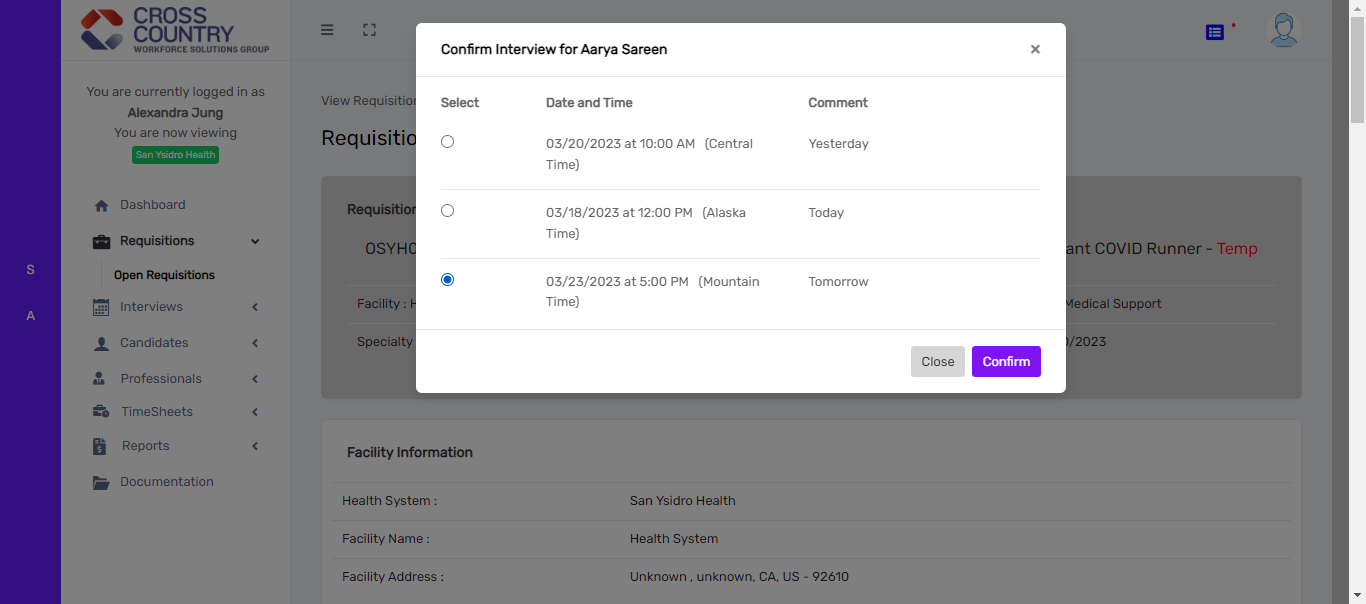 CROSS
COUNTRY
WORKFORCE SOLUTIONS GROUP
You are currently logged in as
Alexandra Jung
You are now viewing
San Ysidro Health
Dashboard
Requisitions
Open Requisitions
Interviews
Candidates
Professionals
TimeSheets
Reports
Documentation
S
A
View Requisition
Requisitio
Requisition
OSYHC
ant COVID Runner - Temp
Facility : H
Medical Support
Specialty
0/2023
Confirm Interview for Aarya Sareen
×
Select Date and Time Comment
03/20/2023 at 10:00 AM (Central Yesterday
Time)
03/18/2023 at 12:00 PM (Alaska Today
Time)
03/23/2023 at 5:00 PM (Mountain Tomorrow
Time)
Close Confirm
Facility Information
Health System : San Ysidro Health
Facility Name : Health System
Facility Address : Unknown , unknown, CA, US - 92610